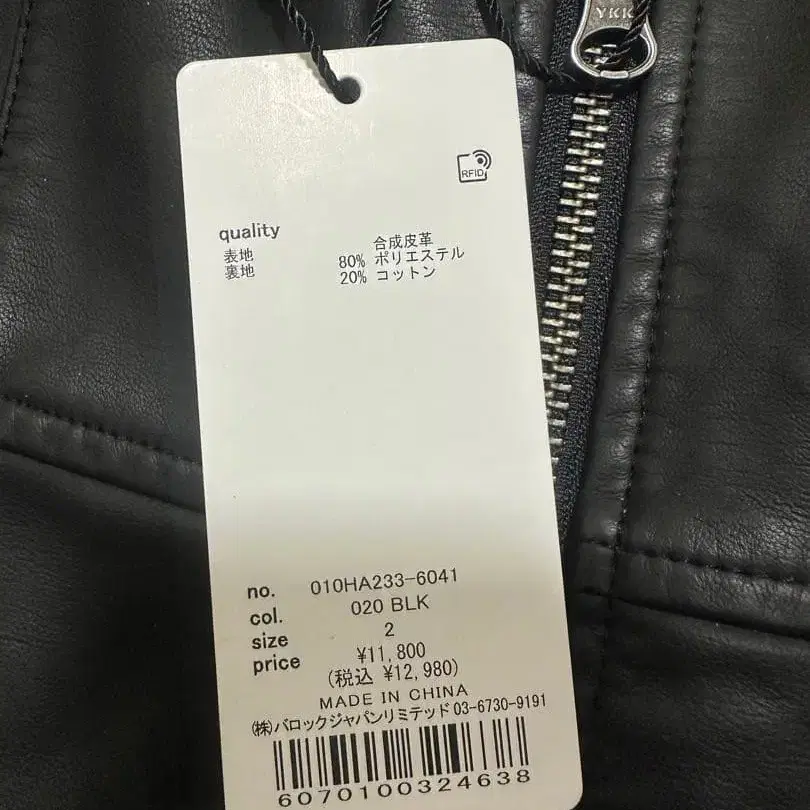 YKK
RFID
quality
表地 合成皮革
裏地 80% ポリエステル
20% コットン
no. 010HA233-6041
col. 020 BLK
size 2
price ¥11,800
(税込 ¥12,980)
MADE IN CHINA
(株)バロックジャパンリミテッド 03-6730-9191
6070100324638